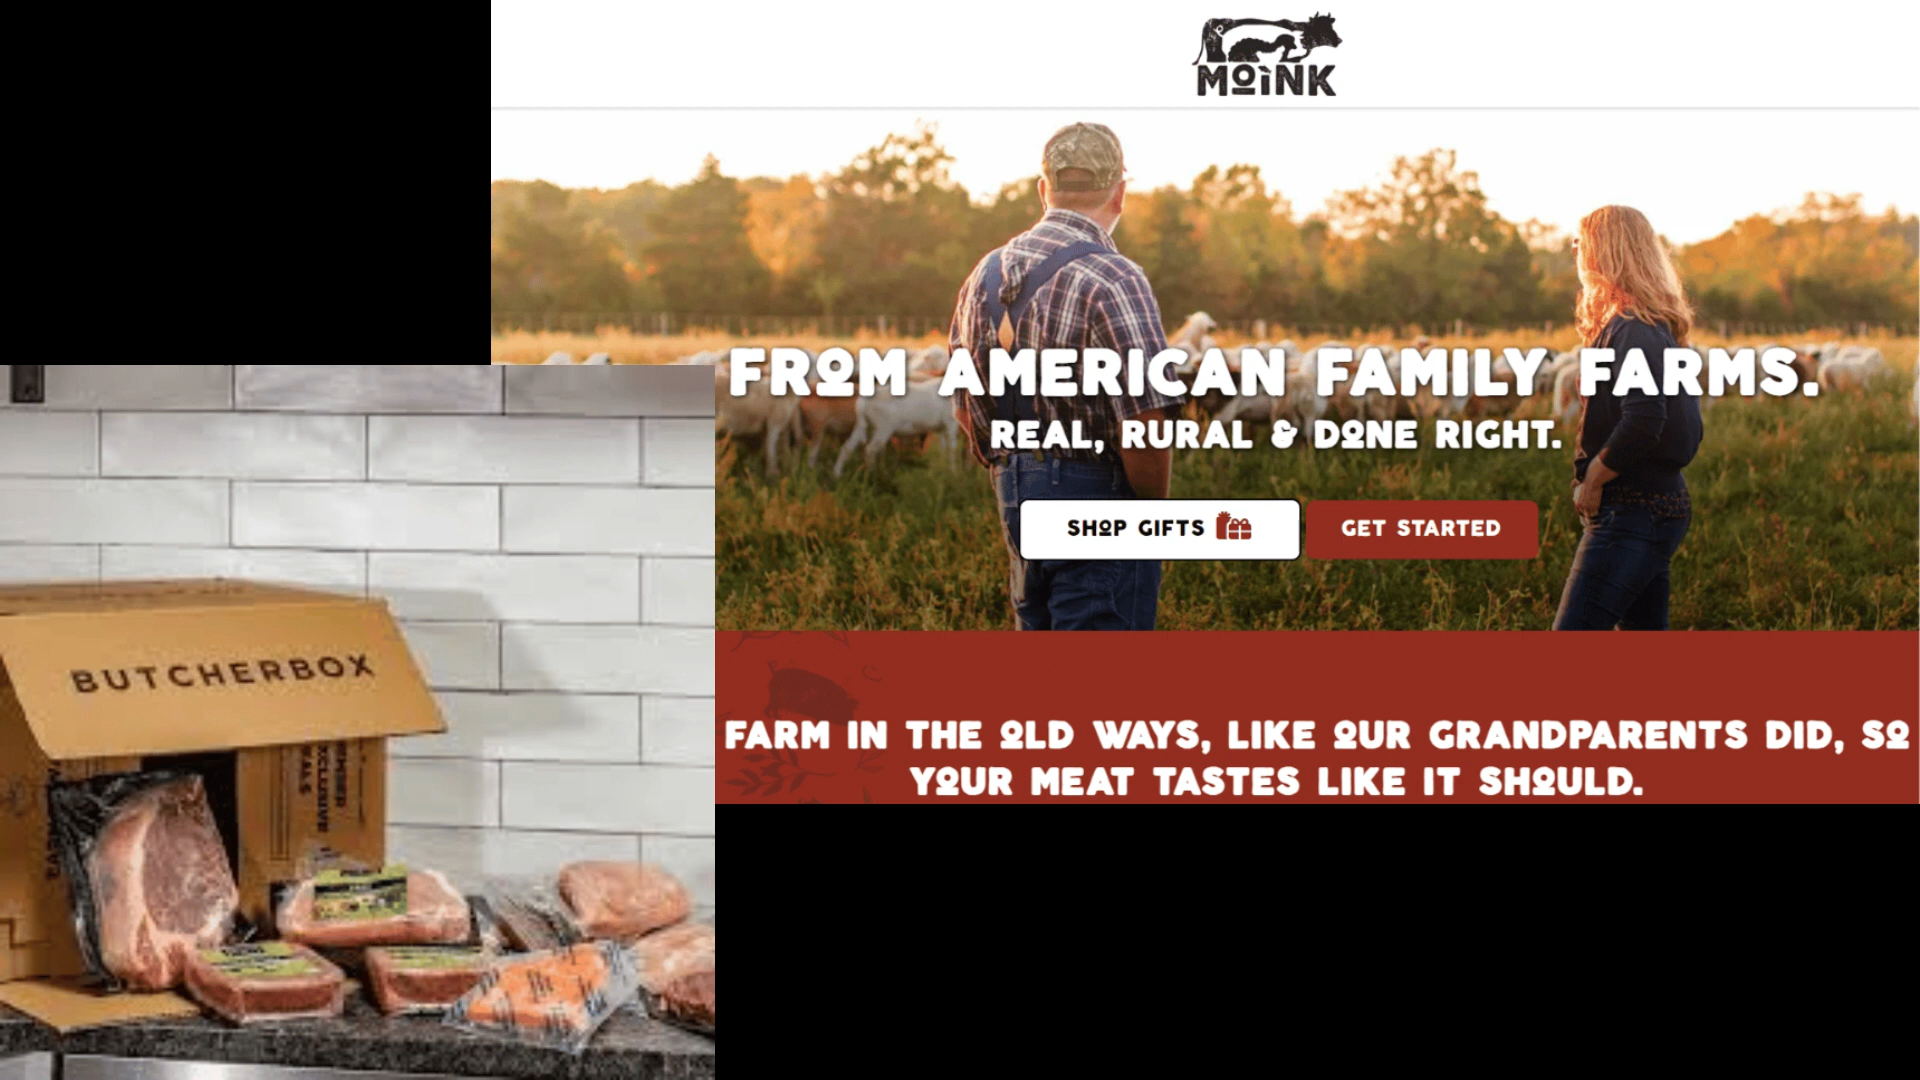 MOINK
FROM AMERICAN FAMILY FARMS.
REAL, RURAL & DONE RIGHT.
SHOP GIFTS
GET STARTED
FARM IN THE OLD WAYS, LIKE OUR GRANDPARENTS DID, SO
YOUR MEAT TASTES LIKE IT SHOULD.
BUTCHERBOX